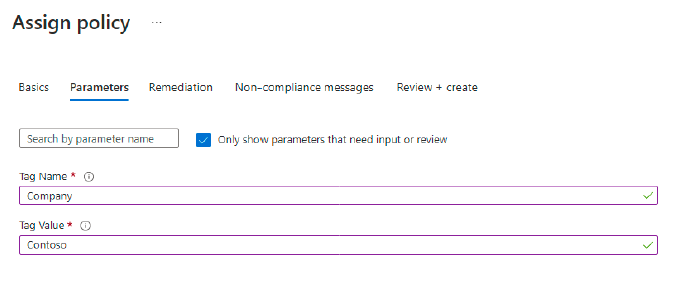 Assign policy ...
Basics Parameters Remediation Non-compliance messages Review + create
Search by parameter name Only show parameters that need input or review
Tag Name *
Company
Tag Value *
Contoso